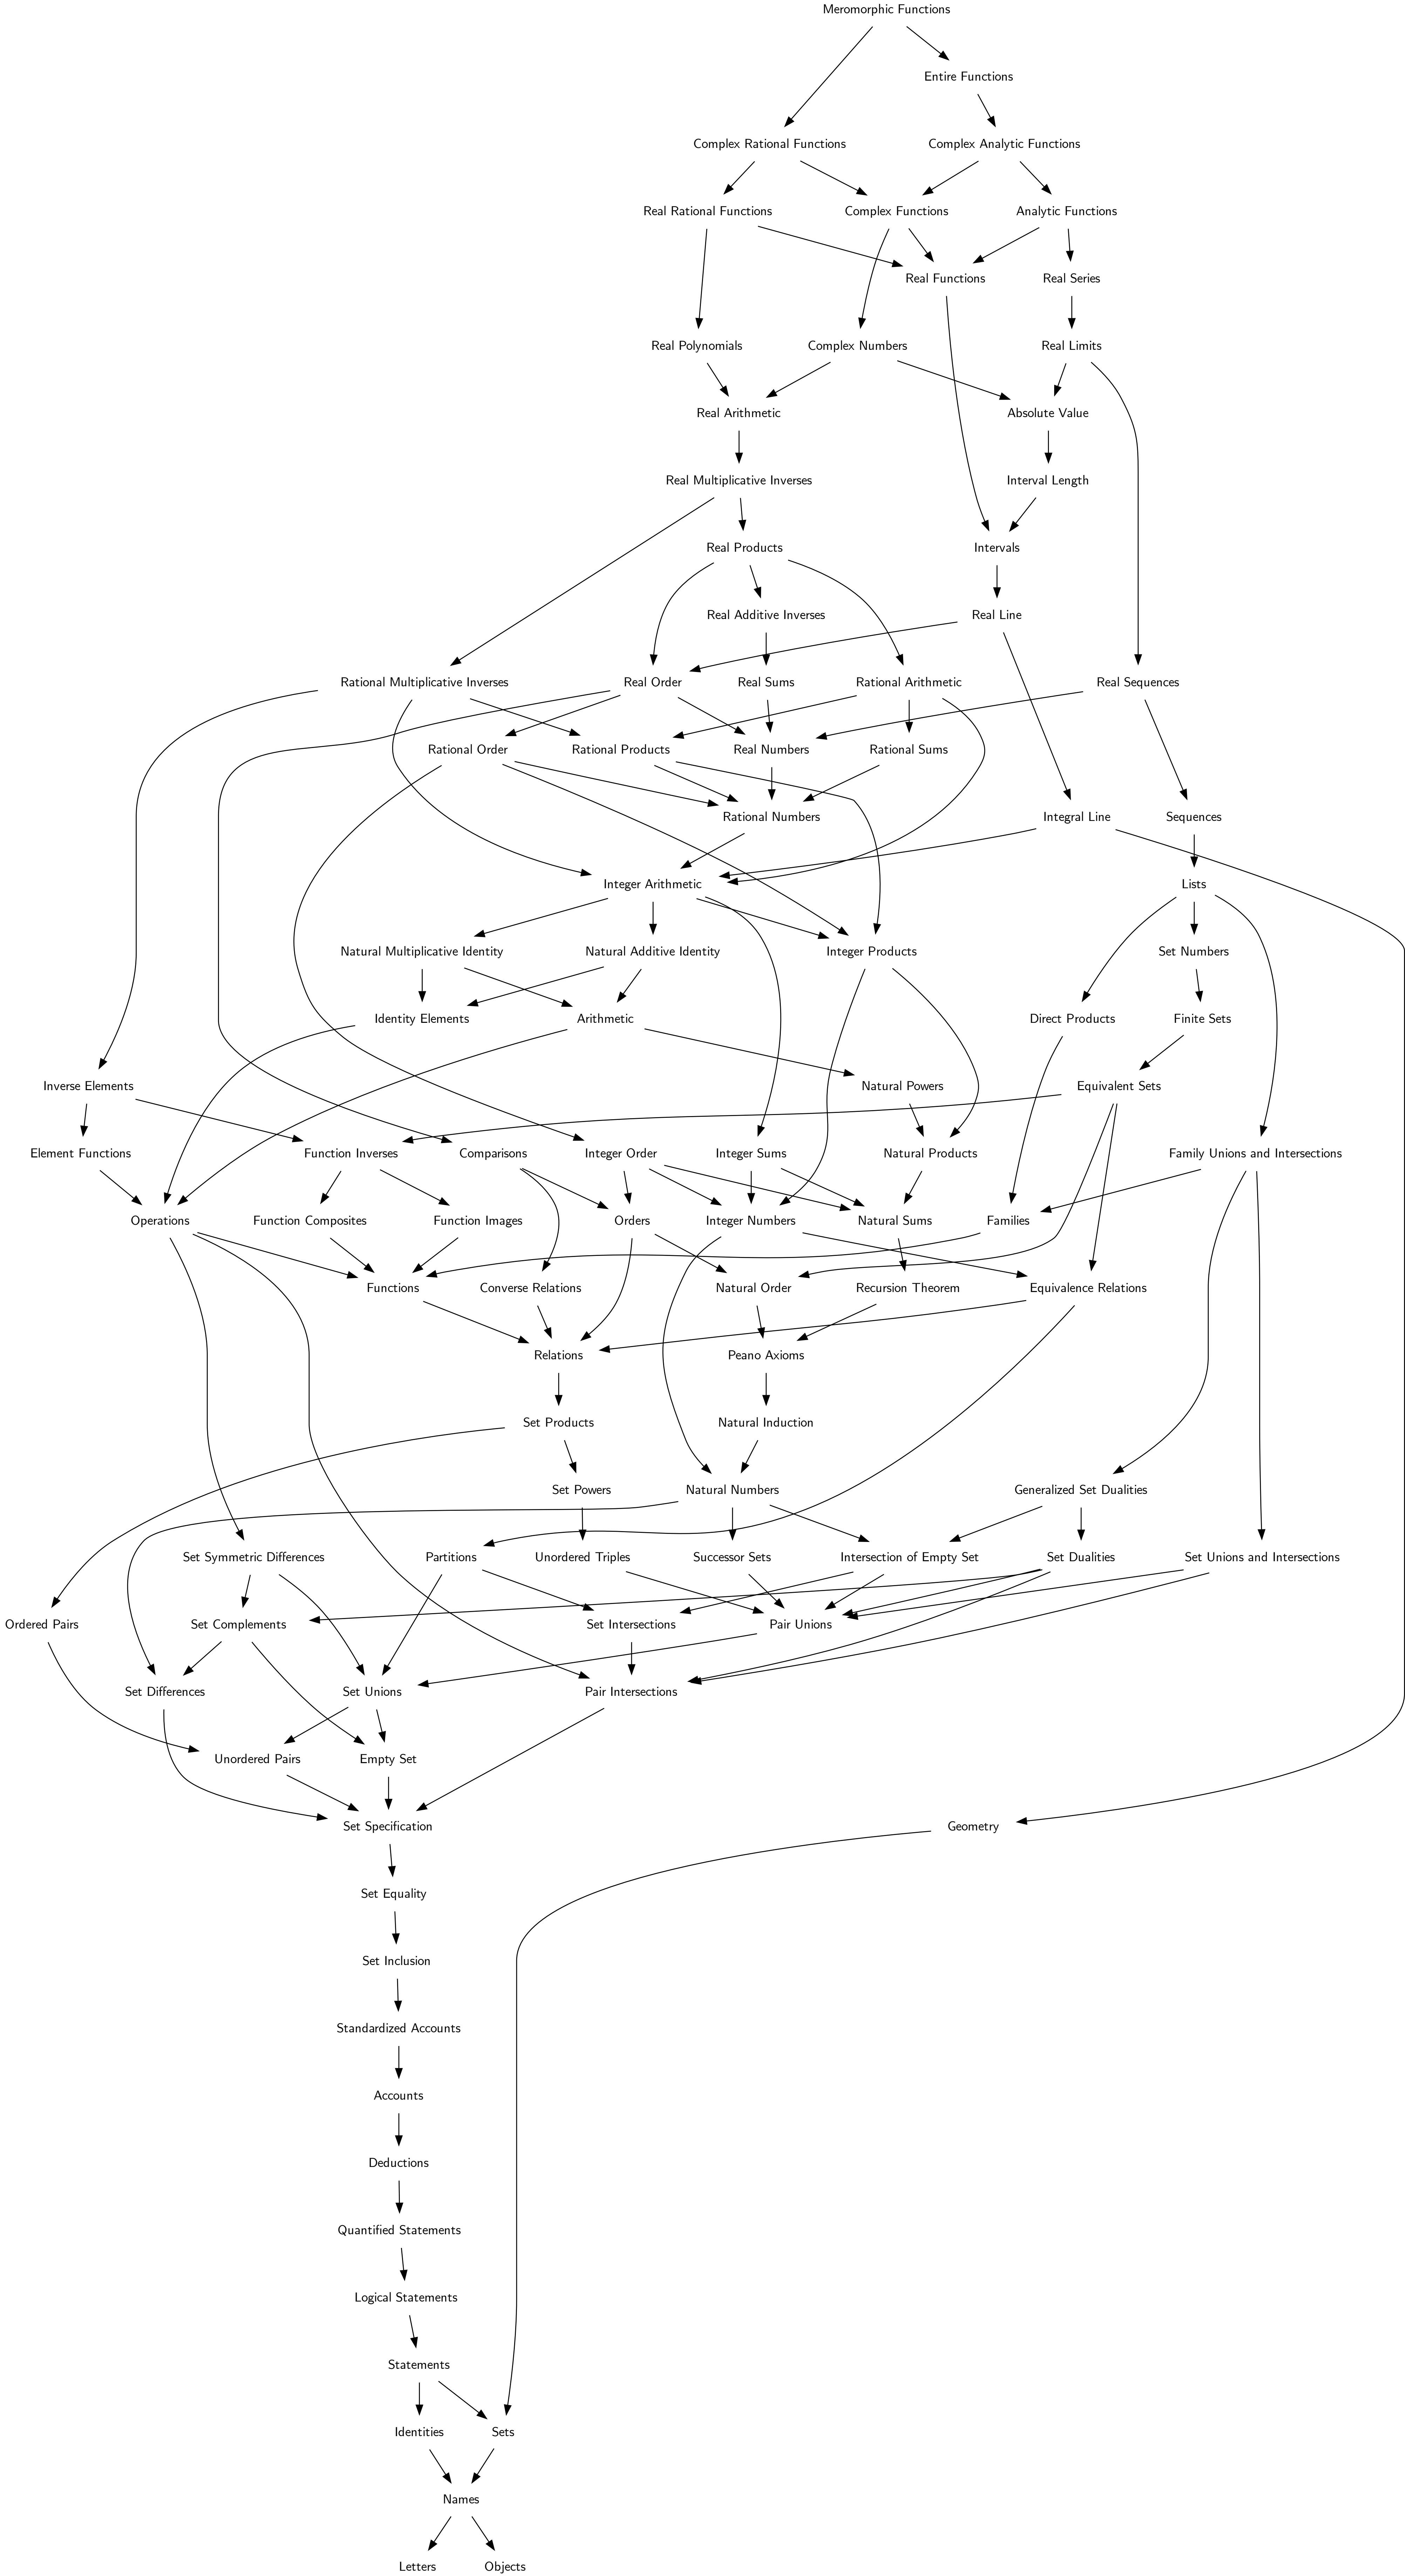 Meromorphic Functions
Entire Functions
Complex Rational Functions
Complex Analytic Functions
Real Rational Functions
Complex Functions
Analytic Functions
Real Functions
Real Series
Real Polynomials
Complex Numbers
Real Limits
Real Arithmetic
Absolute Value
Real Multiplicative Inverses
Interval Length
Real Products
Intervals
Real Additive Inverses
Real Line
Rational Multiplicative Inverses
Real Order
Real Sums
Rational Arithmetic
Real Sequences
Rational Order
Rational Products
Real Numbers
Rational Sums
Rational Numbers
Integral Line
Sequences
Integer Arithmetic
Lists
Natural Multiplicative Identity
Natural Additive Identity
Integer Products
Set Numbers
Identity Elements
Arithmetic
Direct Products
Finite Sets
Inverse Elements
Natural Powers
Equivalent Sets
Element Functions
Function Inverses
Comparisons
Integer Order
Integer Sums
Natural Products
Family Unions and Intersections
Operations
Function Composites
Function Images
Orders
Integer Numbers
Natural Sums
Families
Functions
Converse Relations
Natural Order
Recursion Theorem
Equivalence Relations
Relations
Peano Axioms
Set Products
Natural Induction
Set Powers
Natural Numbers
Generalized Set Dualities
Set Symmetric Differences
Partitions
Unordered Triples
Successor Sets
Intersection of Empty Set
Set Dualities
Set Unions and Intersections
Ordered Pairs
Set Complements
Set Intersections
Pair Unions
Set Differences
Set Unions
Pair Intersections
Unordered Pairs
Empty Set
Set Specification
Geometry
Set Equality
Set Inclusion
Standardized Accounts
Accounts
Deductions
Quantified Statements
Logical Statements
Statements
Identities
Sets
Names
Letters
Objects